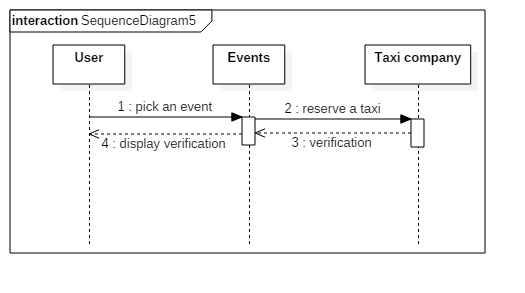 interaction SequenceDiagram5
User
Events
Taxi company
1 : pick an event
2 : reserve a taxi
4 : display verification
3 : verification